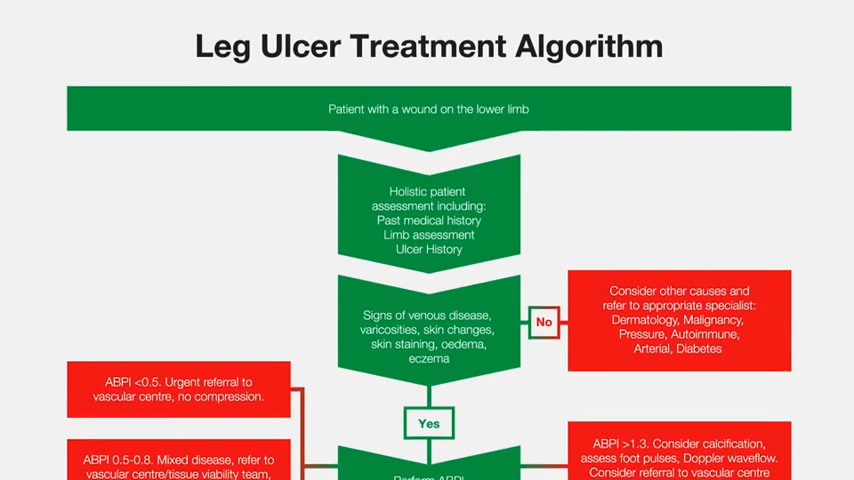 Leg Ulcer Treatment Algorithm
Patient with a wound on the lower limb
Holistic patient
assessment including:
Past medical history
Limb assessment
Ulcer History
Signs of venous disease,
varicosities, skin changes,
skin staining, oedema,
eczema
No
Consider other causes and
refer to appropriate specialist:
Dermatology, Malignancy,
Pressure, Autoimmune,
Arterial, Diabetes
Yes
ABPI <0.5. Urgent referral to
vascular centre, no compression.
ABPI 0.5-0.8. Mixed disease, refer to
vascular centre/tissue viability team,
Perform ABPI
ABPI >1.3. Consider calcification,
assess foot pulses, Doppler waveflow.
Consider referral to vascular centre